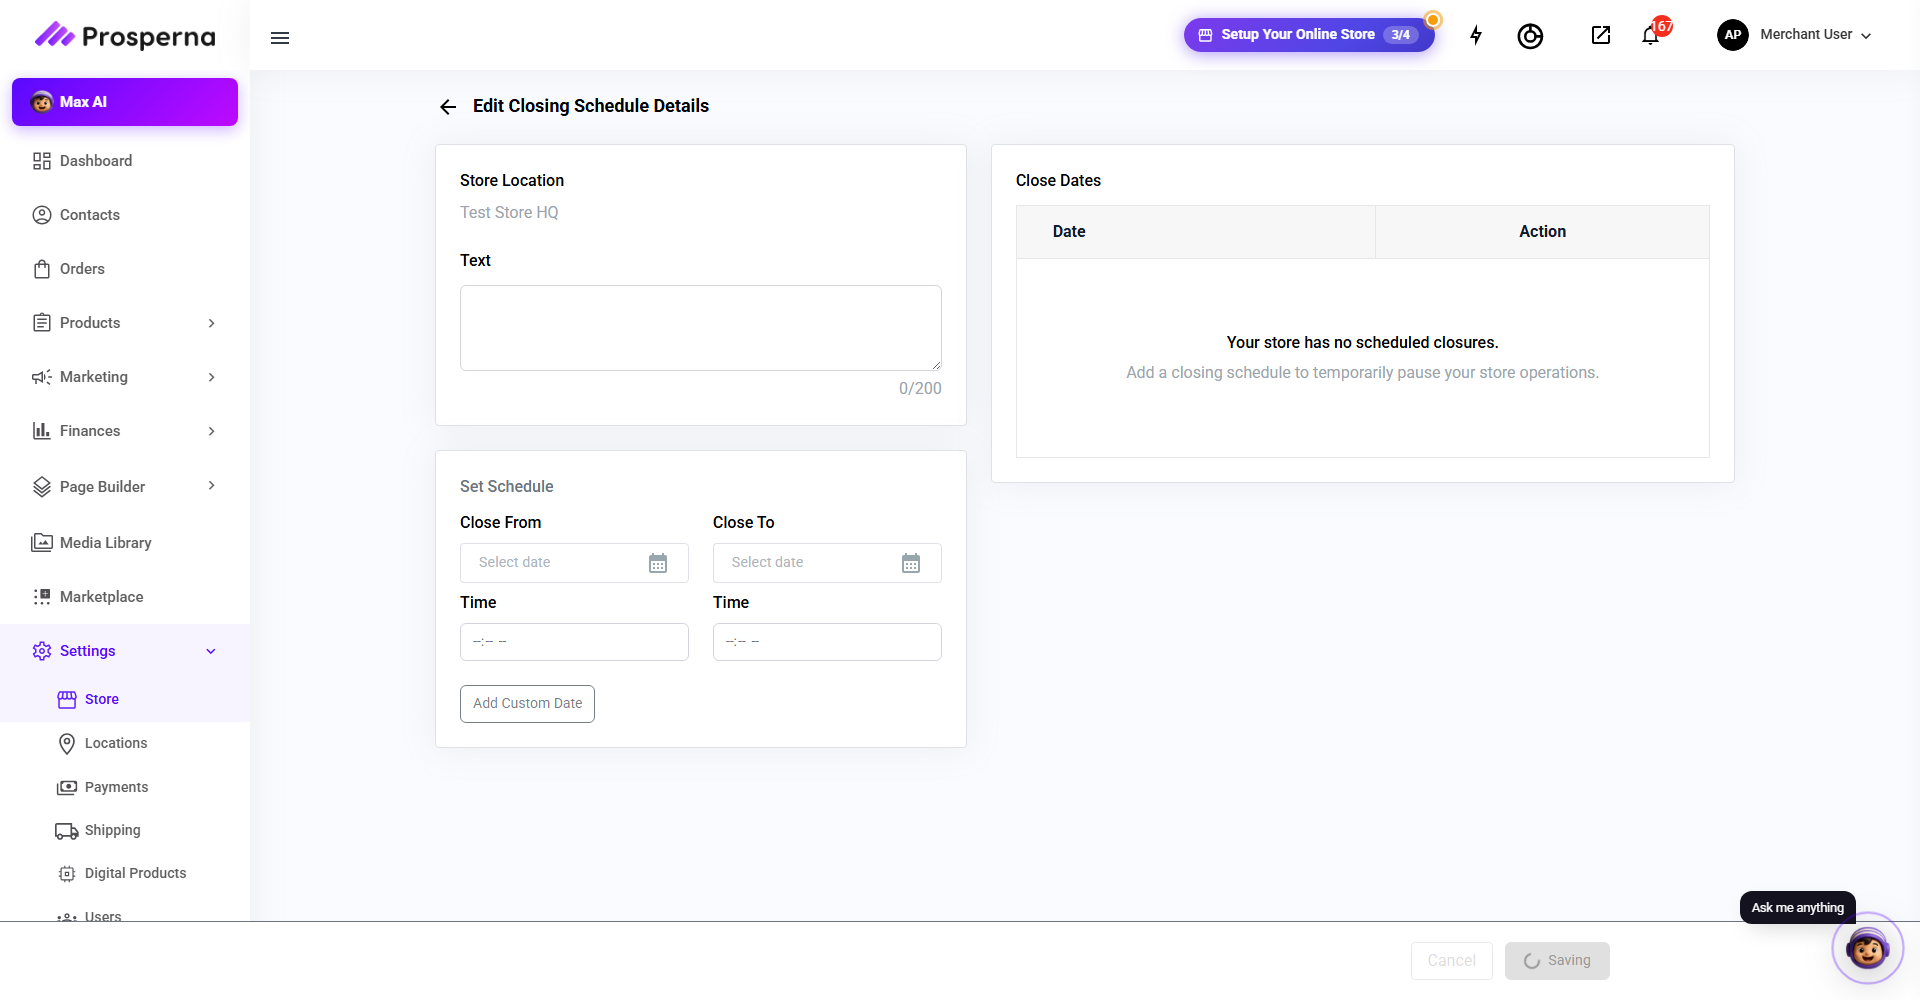 Prosperna
Setup Your Online Store 3/4
167
AP
Merchant User
Max AI
Dashboard
Contacts
Orders
Products
Marketing
Finances
Page Builder
Media Library
Marketplace
Settings
Store
Locations
Payments
Shipping
Digital Products
Users
Edit Closing Schedule Details
Store Location
Test Store HQ
Text
0/200
Set Schedule
Close From
Close To
Select date
Select date
Time
Time
--:-- --
--:-- --
Add Custom Date
Close Dates
Date
Action
Your store has no scheduled closures.
Add a closing schedule to temporarily pause your store operations.
Ask me anything
Cancel
Saving